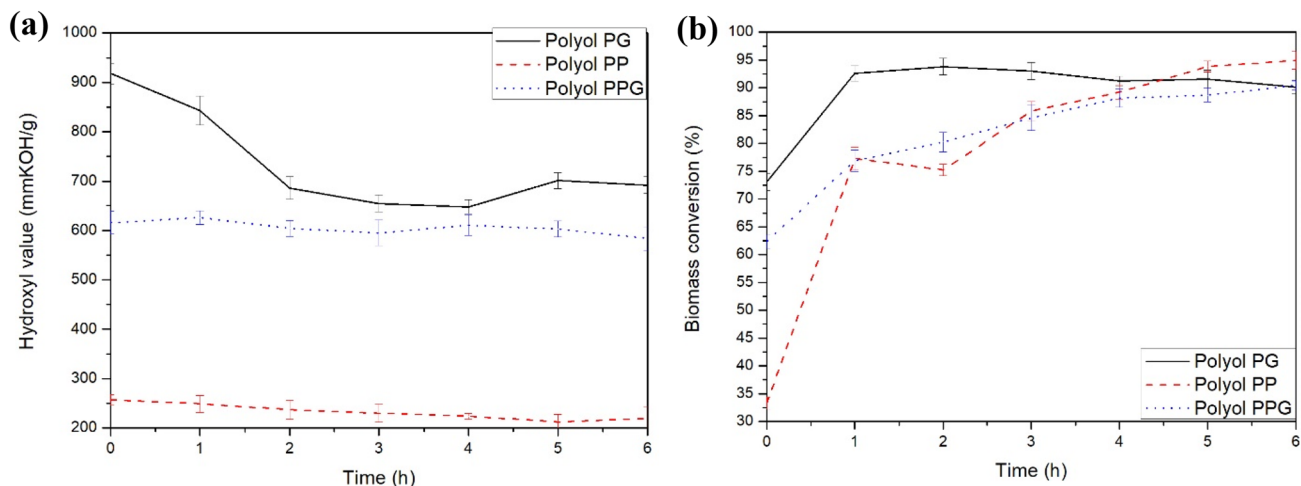 (a)
1000
900
800
700
600
500
400
300
200
Hydroxyl value (mmKOH/g)
0 1 2 3 4 5 6
Time (h)
Polyol PG
Polyol PP
Polyol PPG
(b)
100
95
90
85
80
75
70
65
60
55
50
45
40
35
30
Biomass conversion (%)
0 1 2 3 4 5 6
Time (h)
Polyol PG
Polyol PP
Polyol PPG